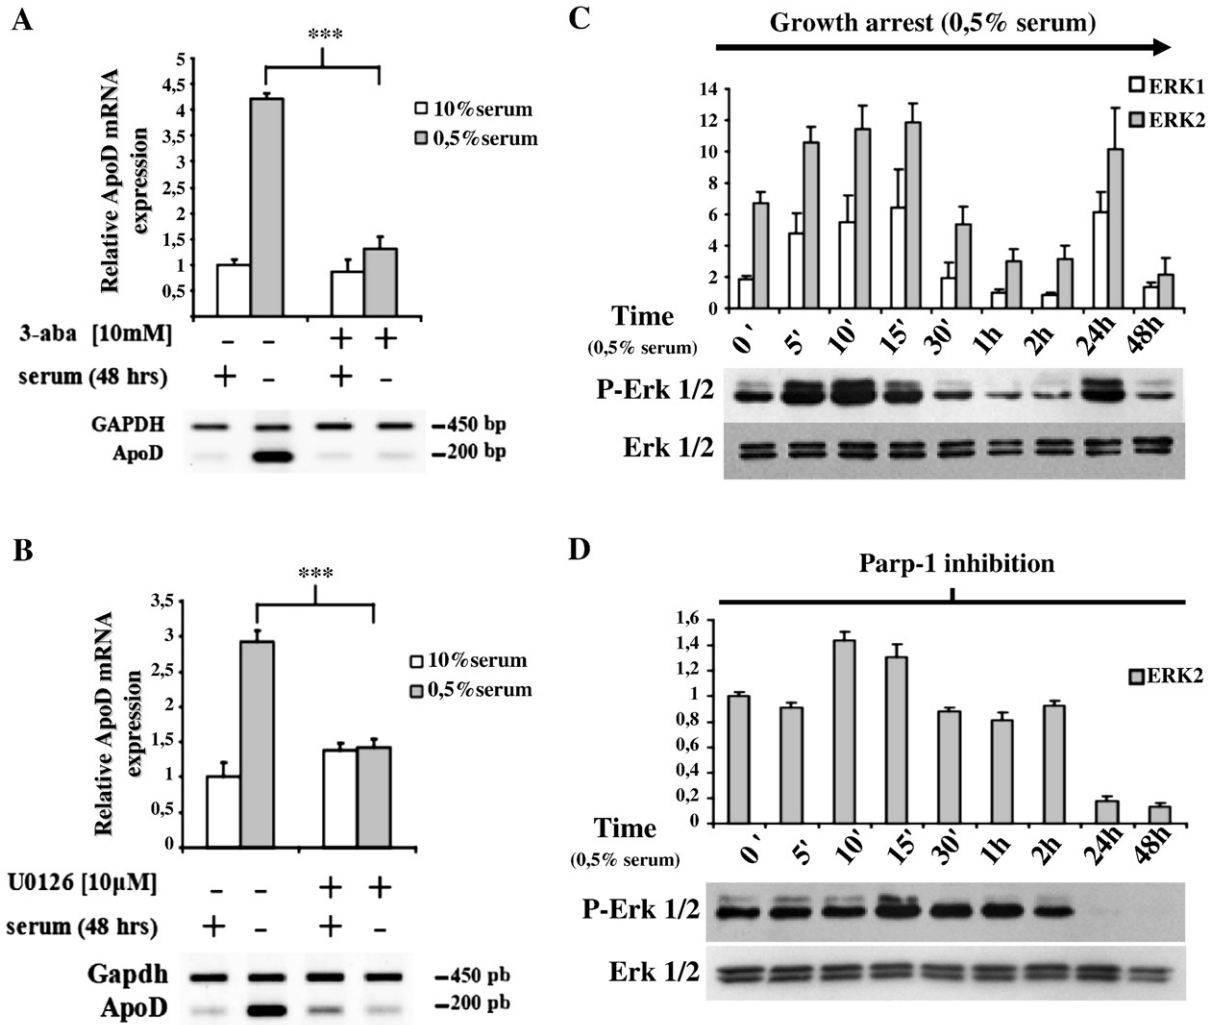 A
***
Relative ApoD mRNA
expression
5
4,5
4
3,5
3
2,5
2
1,5
1
0,5
10%serum
0,5%serum
3-aba [10mM] - - + +
serum (48 hrs) + - + -
GAPDH
ApoD
–450 bp
–200 bp
B
***
Relative ApoD mRNA
expression
3,5
3
2,5
2
1,5
1
0,5
0
10%serum
0,5%serum
U0126 [10µM] - - + +
serum (48 hrs) + - + -
Gapdh
ApoD
–450 pb
–200 pb
C
Growth arrest (0,5% serum)
14
12
10
8
6
4
2
0
ERK1
ERK2
Time
(0,5% serum)
0' 5' 10' 15' 30' 1h 2h 24h 48h
P-Erk 1/2
Erk 1/2
D
Parp-1 inhibition
1,6
1,2
1,2
1
0,8
0,6
0,4
0,2
0
ERK2
Time
(0,5% serum)
0' 5' 10' 15' 30' 1h 2h 24h 48h
P-Erk 1/2
Erk 1/2